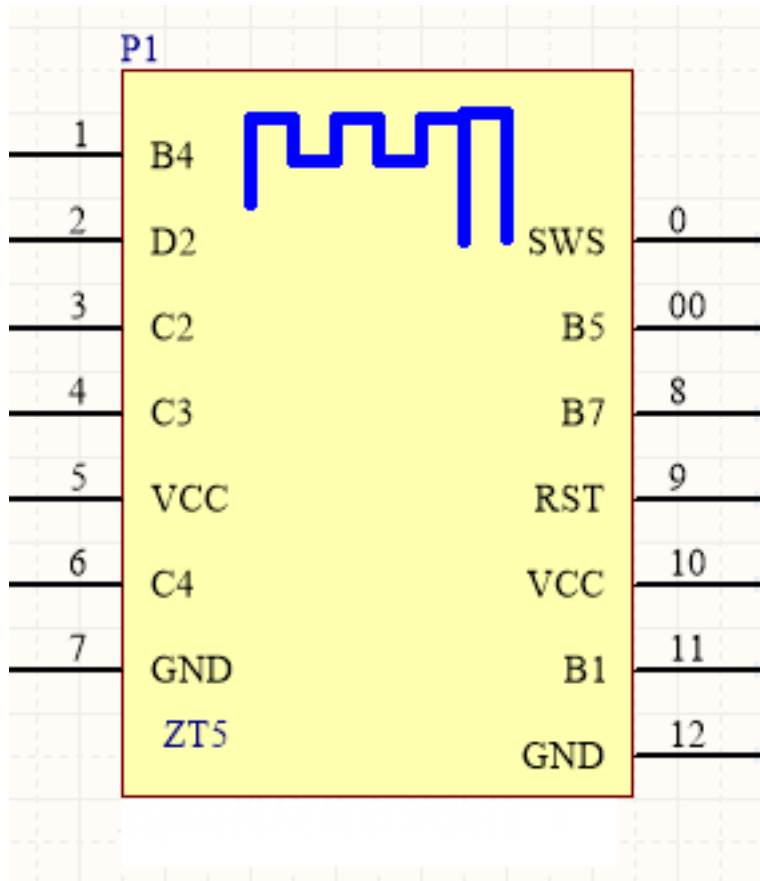 P1
1 B4
2 D2 SWS 0
3 C2 B5 00
4 C3 B7 8
5 VCC RST 9
6 C4 VCC 10
7 GND B1 11
ZT5
GND 12